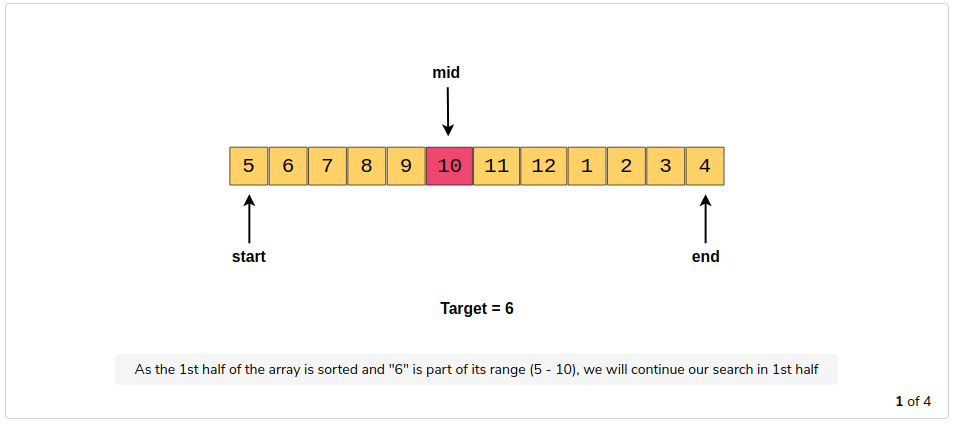 mid
5 6 7 8 9 10 11 12 1 2 3 4
start end
Target = 6
As the 1st half of the array is sorted and "6" is part of its range (5 - 10), we will continue our search in 1st half
1 of 4